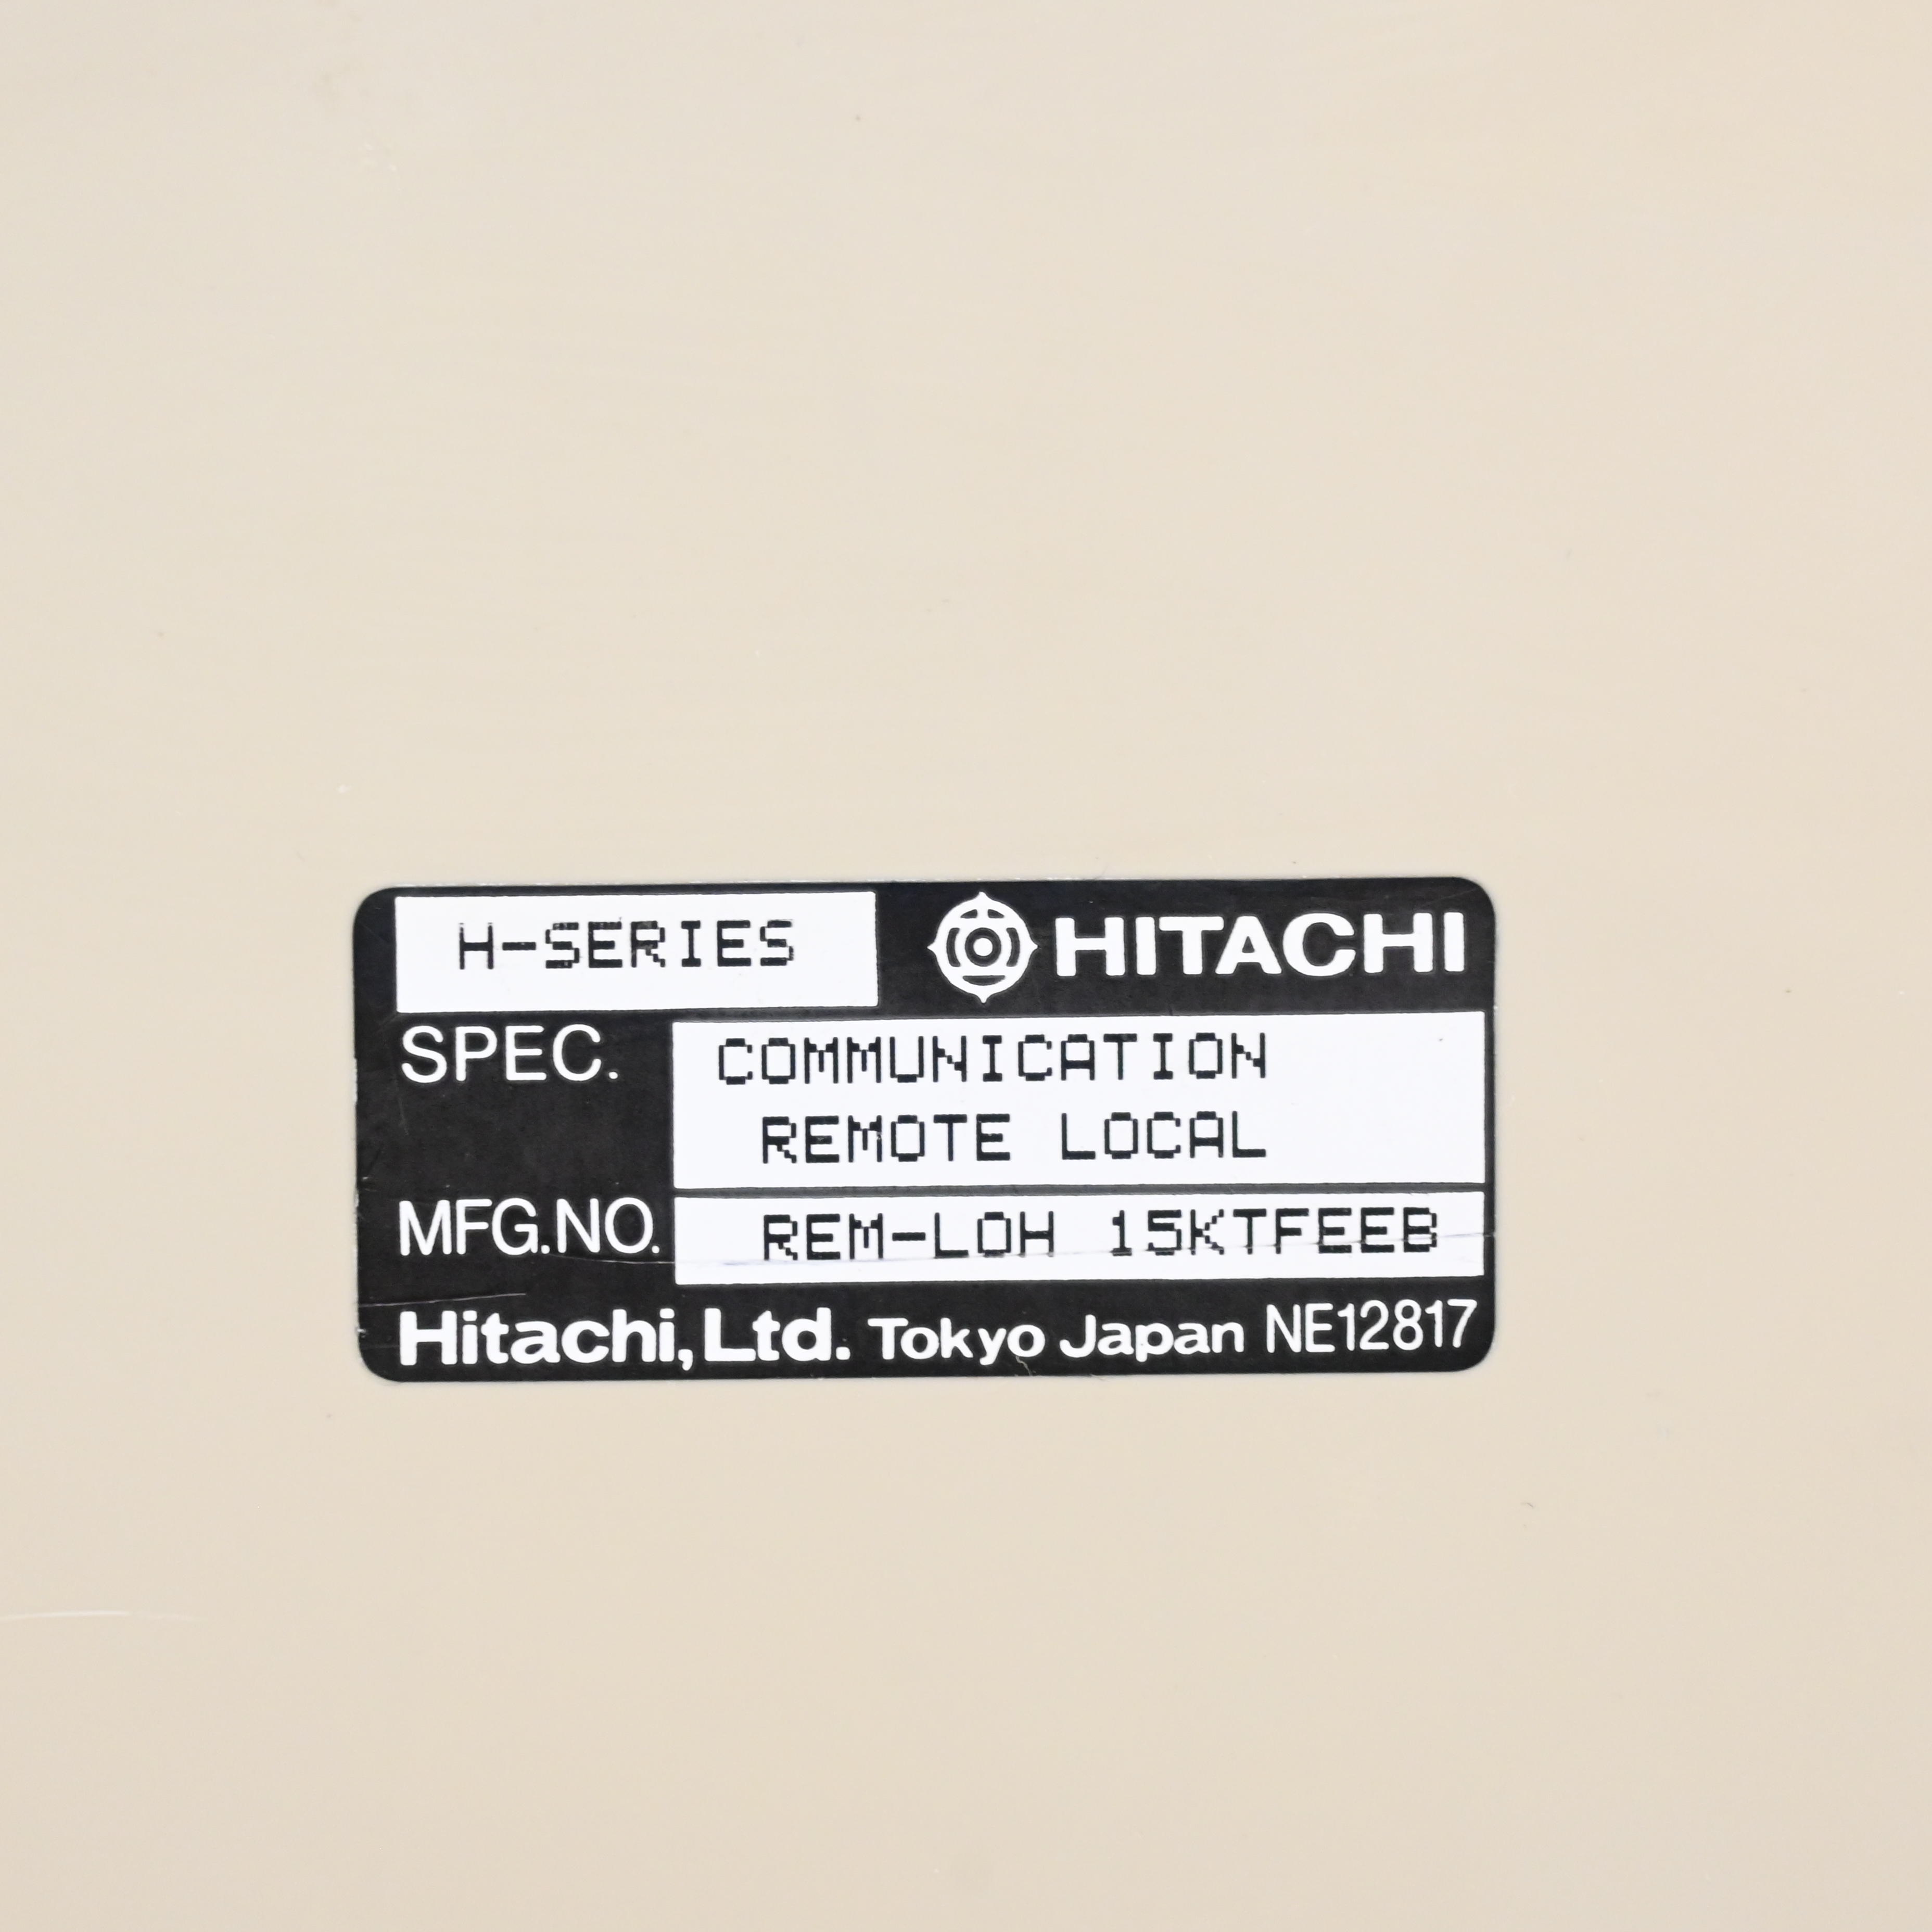 H-SERIES HITACHI
SPEC. COMMUNICATION
REMOTE LOCAL
MFG.NO. REM-LOH 15KTFEEB
Hitachi, Ltd. Tokyo Japan NE12817